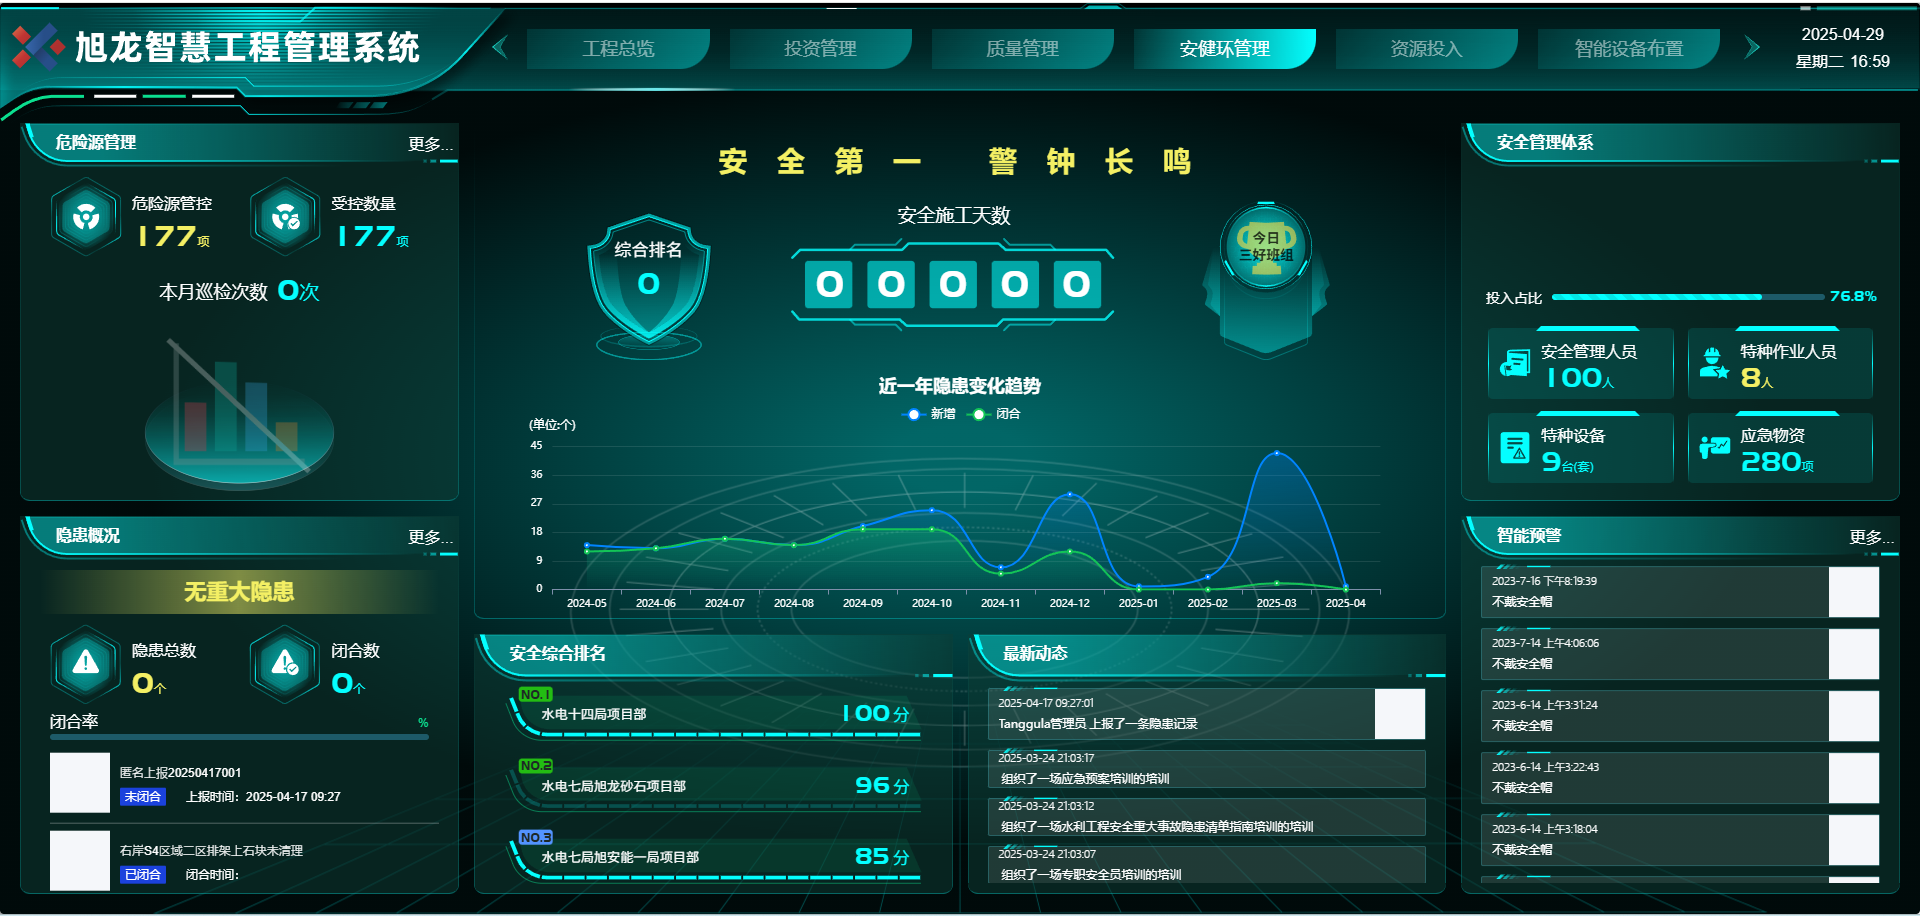 旭龙智慧工程管理系统
工程总览
投资管理
质量管理
安健环管理
资源投入
智能设备布置
2025-04-29
星期二 16:59
危险源管理
更多...
危险源管控
177项
受控数量
177项
本月巡检次数 0次
隐患概况
更多...
无重大隐患
隐患总数
0个
闭合数
0个
闭合率
%
匿名上报20250417001
未闭合 上报时间：2025-04-17 09:27
右岸S4区域二区排架上石块未清理
已闭合 闭合时间：
安全第一 警钟长鸣
综合排名
0
安全施工天数
0 0 0 0 0
今日
三好班组
近一年隐患变化趋势
新增 闭合
(单位:个)
45
36
27
18
9
0
2024-05 2024-06 2024-07 2024-08 2024-09 2024-10 2024-11 2024-12 2025-01 2025-02 2025-03 2025-04
安全综合排名
NO.1
水电十四局项目部 100分
NO.2
水电七局旭龙砂石项目部 96分
NO.3
水电七局旭安能一局项目部 85分
最新动态
2025-04-17 09:27:01
Tanggula管理员 上报了一条隐患记录
2025-03-24 21:03:17
组织了一场应急预案培训的培训
2025-03-24 21:03:12
组织了一场水利工程安全重大事故隐患清单指南培训的培训
2025-03-24 21:03:07
组织了一场专职安全员培训的培训
安全管理体系
投入占比 76.8%
安全管理人员
100人
特种作业人员
8人
特种设备
9台(套)
应急物资
280项
智能预警
更多...
2023-7-16 下午8:19:39
不戴安全帽
2023-7-14 上午4:06:06
不戴安全帽
2023-6-14 上午3:31:24
不戴安全帽
2023-6-14 上午3:22:43
不戴安全帽
2023-6-14 上午3:18:04
不戴安全帽